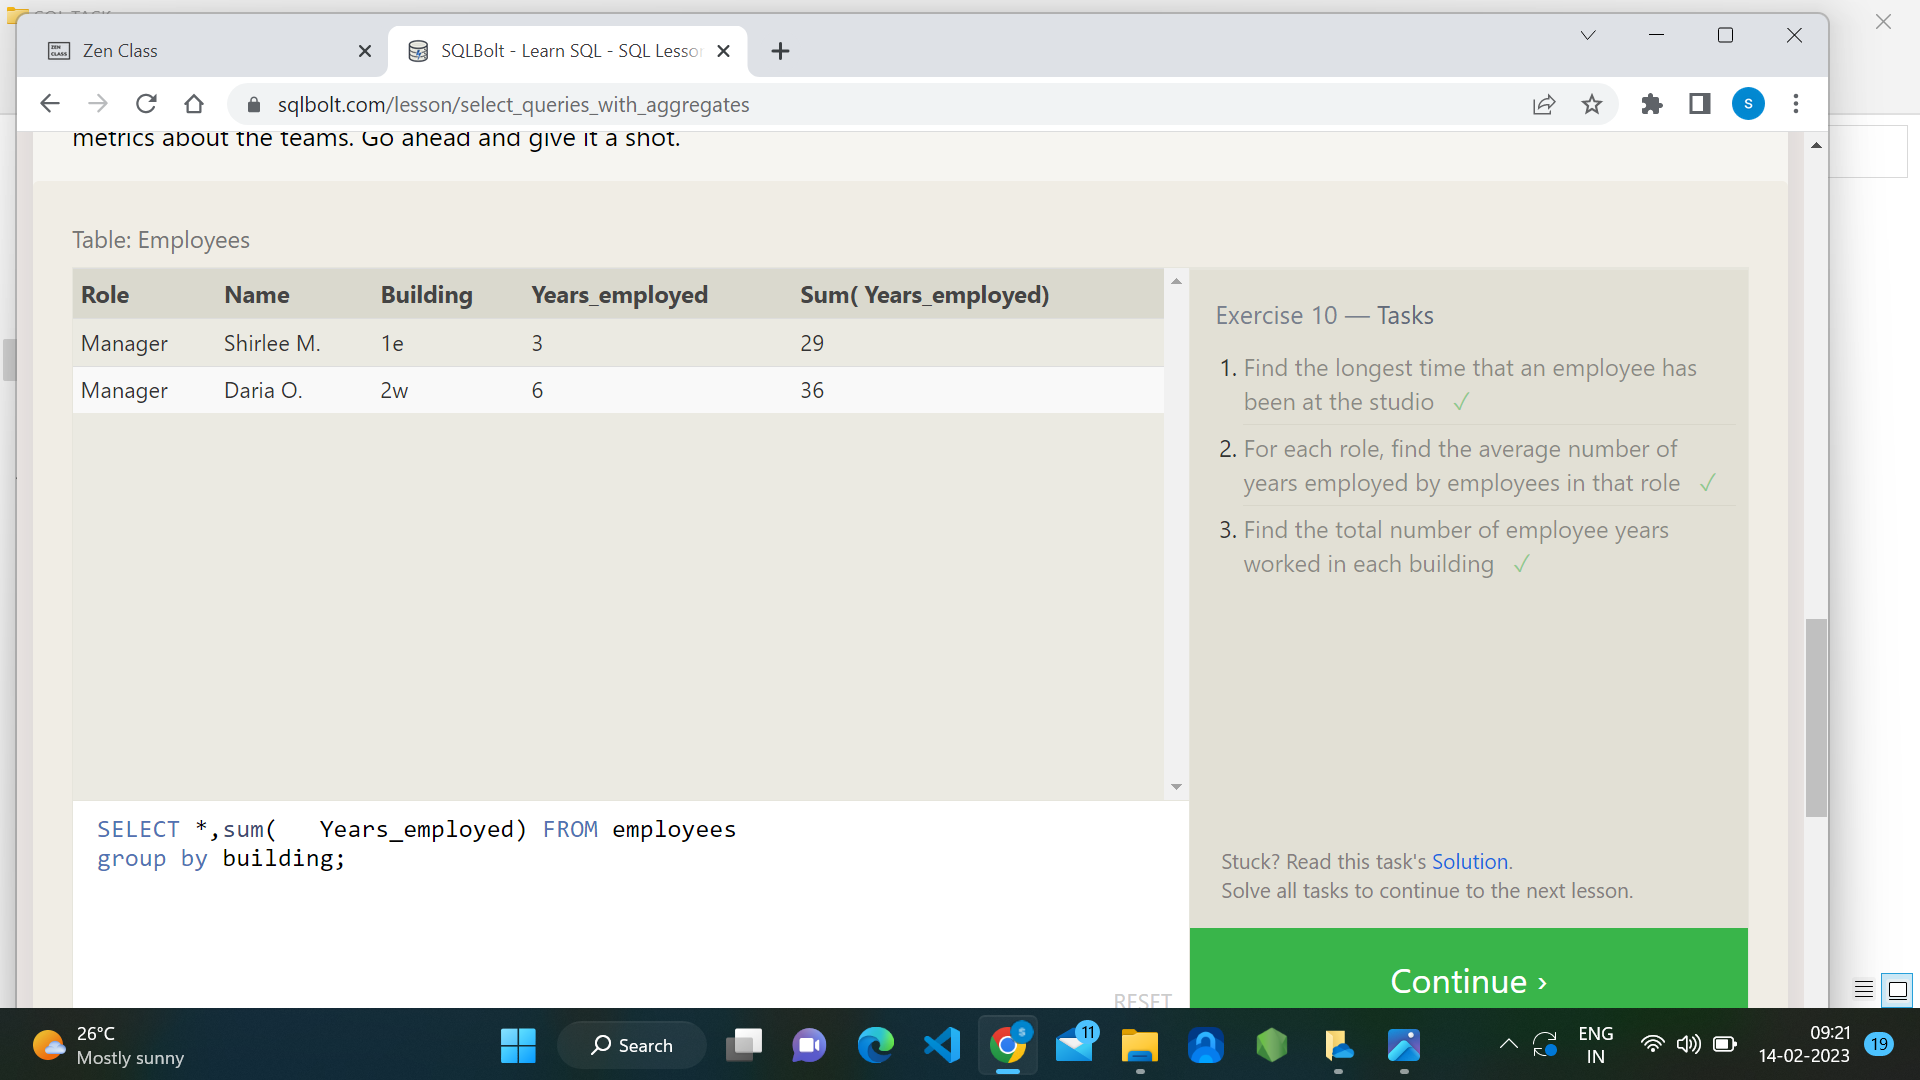 Zen Class
SQLBolt - Learn SQL - SQL Lesso
sqlbolt.com/lesson/select_queries_with_aggregates
S
metrics about the teams. Go ahead and give it a shot.
Table: Employees
Role Name Building Years_employed Sum( Years_employed)
Manager Shirlee M. 1e 3 29
Manager Daria O. 2w 6 36
Exercise 10 — Tasks
1. Find the longest time that an employee has
been at the studio ✓
2. For each role, find the average number of
years employed by employees in that role ✓
3. Find the total number of employee years
worked in each building ✓
SELECT *,sum(   Years_employed) FROM employees
group by building;
RESET
Stuck? Read this task's Solution.
Solve all tasks to continue to the next lesson.
Continue ›
26°C
Mostly sunny
Search
11
ENG
IN
09:21
14-02-2023
19